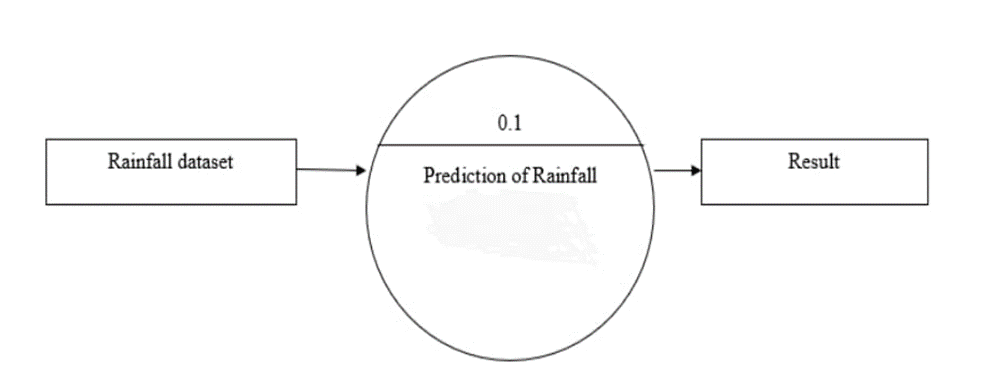 0.1
Rainfall dataset
Prediction of Rainfall
Result